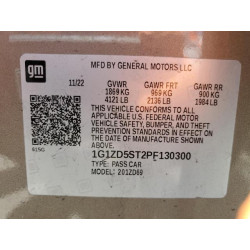 gm
MFD BY GENERAL MOTORS LLC
11/22 GVWR GAWR FRT GAWR RR
1869 KG 969 KG 900 KG
4121 LB 2136 LB 1984 LB
THIS VEHICLE CONFORMS TO ALL
APPLICABLE U.S. FEDERAL MOTOR
VEHICLE SAFETY, BUMPER, AND THEFT
PREVENTION STANDARDS IN EFFECT ON
THE DATE OF MANUFACTURE SHOWN
ABOVE.
1G1ZD5ST2PF130300
TYPE: PASS CAR
MODEL: 201ZD69